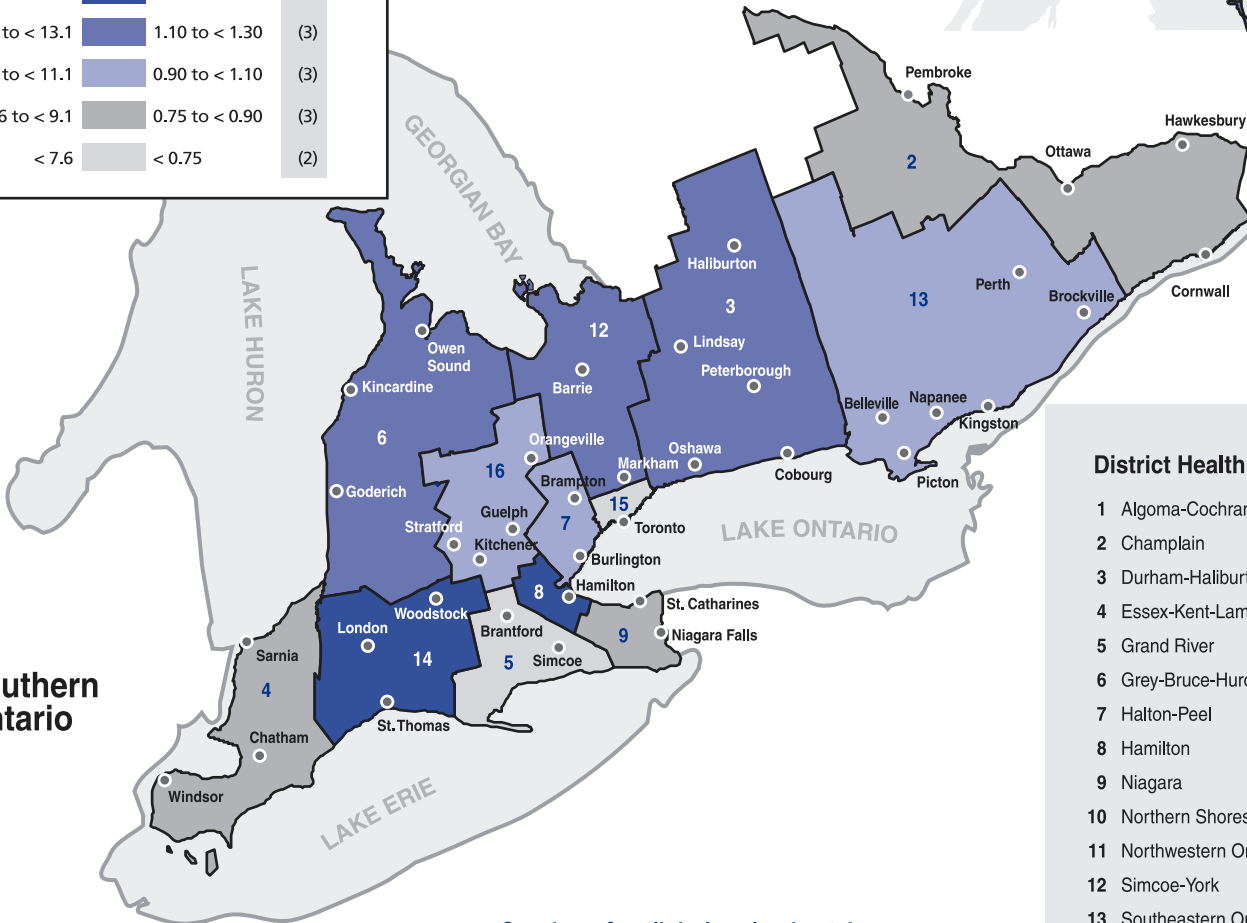 to < 13.1 1.10 to < 1.30 (3)
to < 11.1 0.90 to < 1.10 (3)
6 to < 9.1 0.75 to < 0.90 (3)
< 7.6 < 0.75 (2)
Pembroke
Hawkesbury
Ottawa
2
GEORGIAN BAY
LAKE HURON
Haliburton
Perth
Brockville
Cornwall
13
3
12
Owen
Sound
Lindsay
Barrie
Peterborough
Kincardine
Belleville
Napanee
Kingston
6
Orangeville
Oshawa
Markham
Cobourg
Picton
16
Brampton
Goderich
15
Guelph
7
Toronto
LAKE ONTARIO
Stratford
Kitchener
Burlington
Hamilton
8
Woodstock
St. Catharines
London
Brantford
9
Niagara Falls
Sarnia
14
5
Simcoe
4
St. Thomas
Chatham
Windsor
LAKE ERIE
District Health
1 Algoma-Cochran
2 Champlain
3 Durham-Haliburt
4 Essex-Kent-Lam
5 Grand River
6 Grey-Bruce-Huro
7 Halton-Peel
8 Hamilton
9 Niagara
10 Northern Shores
11 Northwestern On
12 Simcoe-York
13 Southeastern On